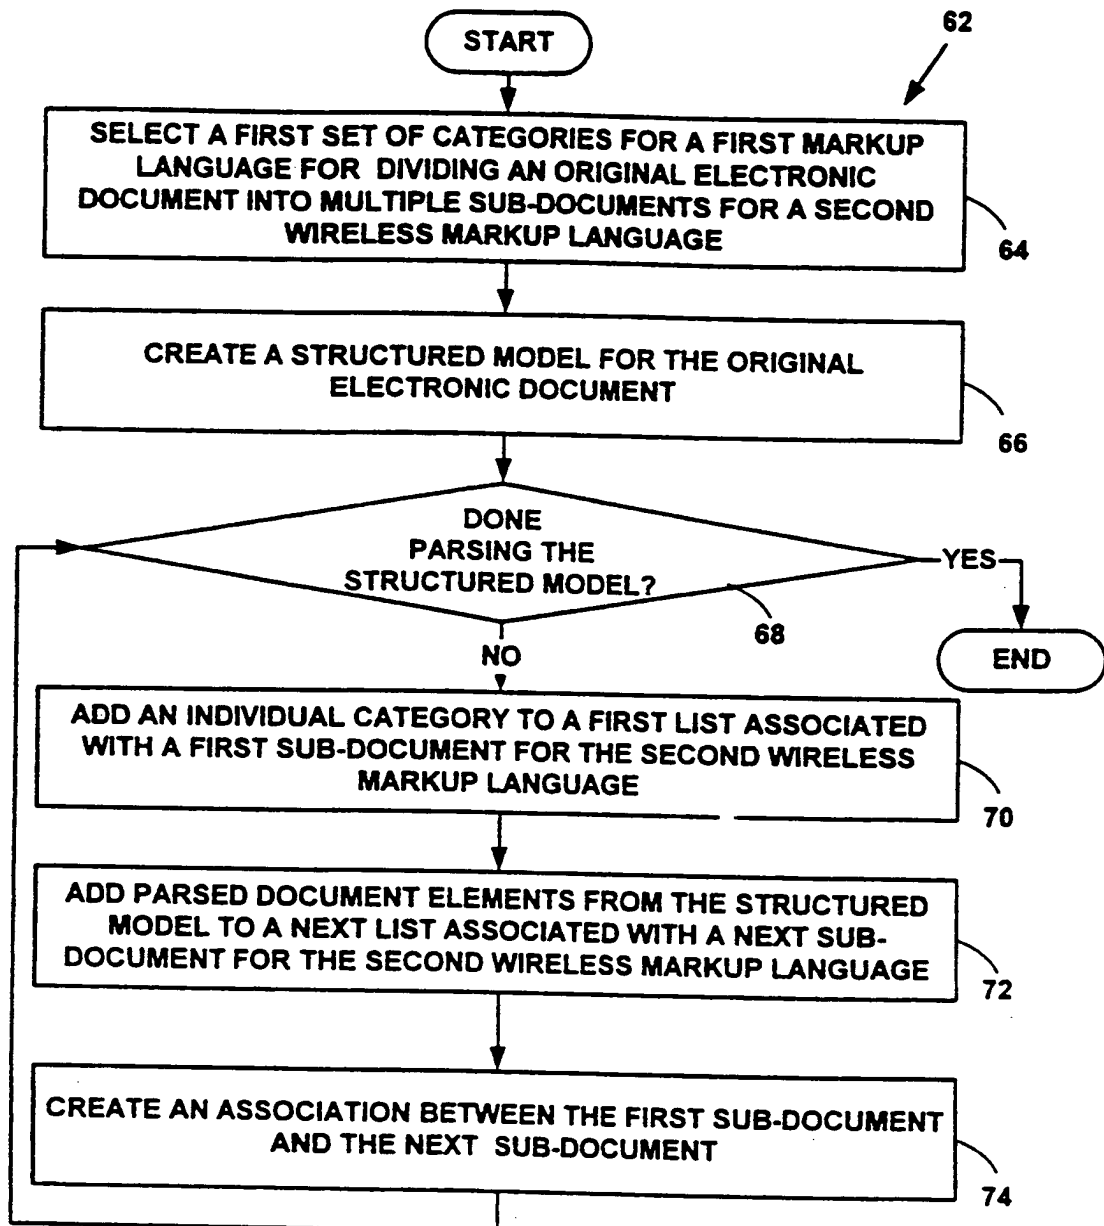 START
62
SELECT A FIRST SET OF CATEGORIES FOR A FIRST MARKUP
LANGUAGE FOR DIVIDING AN ORIGINAL ELECTRONIC
DOCUMENT INTO MULTIPLE SUB-DOCUMENTS FOR A SECOND
WIRELESS MARKUP LANGUAGE
64
CREATE A STRUCTURED MODEL FOR THE ORIGINAL
ELECTRONIC DOCUMENT
66
DONE
PARSING THE
STRUCTURED MODEL?
YES
68
END
NO
ADD AN INDIVIDUAL CATEGORY TO A FIRST LIST ASSOCIATED
WITH A FIRST SUB-DOCUMENT FOR THE SECOND WIRELESS
MARKUP LANGUAGE
70
ADD PARSED DOCUMENT ELEMENTS FROM THE STRUCTURED
MODEL TO A NEXT LIST ASSOCIATED WITH A NEXT SUB-
DOCUMENT FOR THE SECOND WIRELESS MARKUP LANGUAGE
72
CREATE AN ASSOCIATION BETWEEN THE FIRST SUB-DOCUMENT
AND THE NEXT SUB-DOCUMENT
74